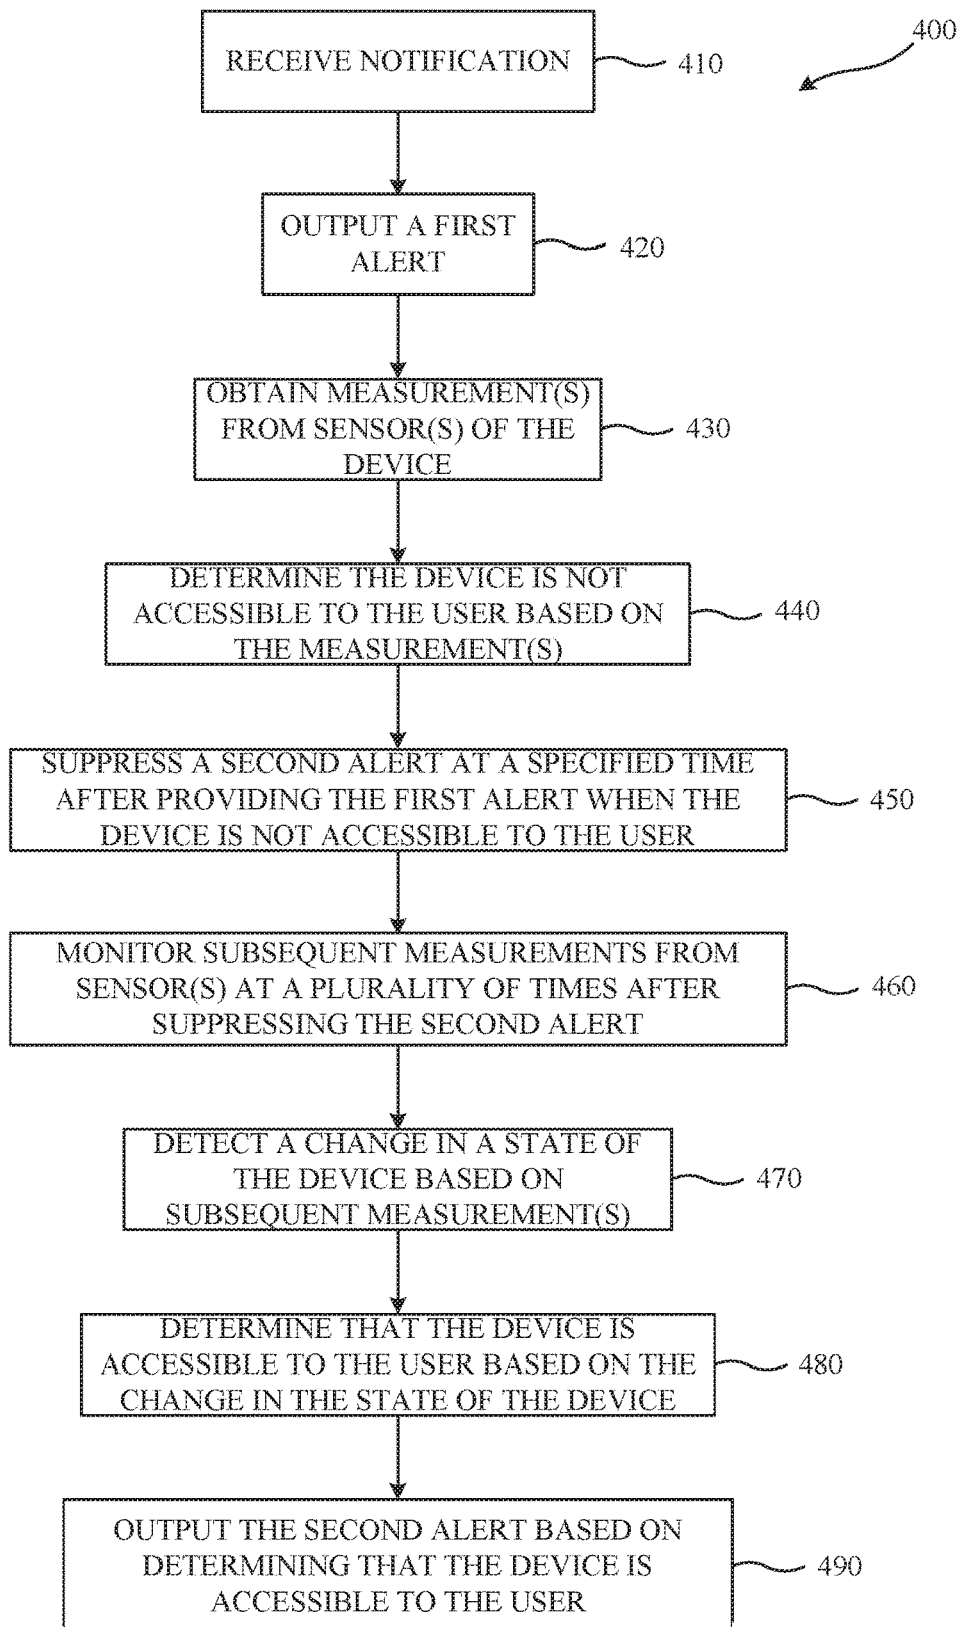 400
RECEIVE NOTIFICATION
410
OUTPUT A FIRST
ALERT
420
OBTAIN MEASUREMENT(S)
FROM SENSOR(S) OF THE
DEVICE
430
DETERMINE THE DEVICE IS NOT
ACCESSIBLE TO THE USER BASED ON
THE MEASUREMENT(S)
440
SUPPRESS A SECOND ALERT AT A SPECIFIED TIME
AFTER PROVIDING THE FIRST ALERT WHEN THE
DEVICE IS NOT ACCESSIBLE TO THE USER
450
MONITOR SUBSEQUENT MEASUREMENTS FROM
SENSOR(S) AT A PLURALITY OF TIMES AFTER
SUPPRESSING THE SECOND ALERT
460
DETECT A CHANGE IN A STATE OF
THE DEVICE BASED ON
SUBSEQUENT MEASUREMENT(S)
470
DETERMINE THAT THE DEVICE IS
ACCESSIBLE TO THE USER BASED ON THE
CHANGE IN THE STATE OF THE DEVICE
480
OUTPUT THE SECOND ALERT BASED ON
DETERMINING THAT THE DEVICE IS
ACCESSIBLE TO THE USER
490